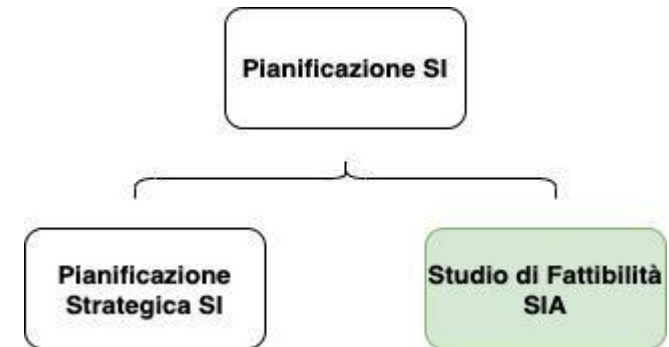 Pianificazione SI
Pianificazione
Strategica SI
Studio di Fattibilità
SIA